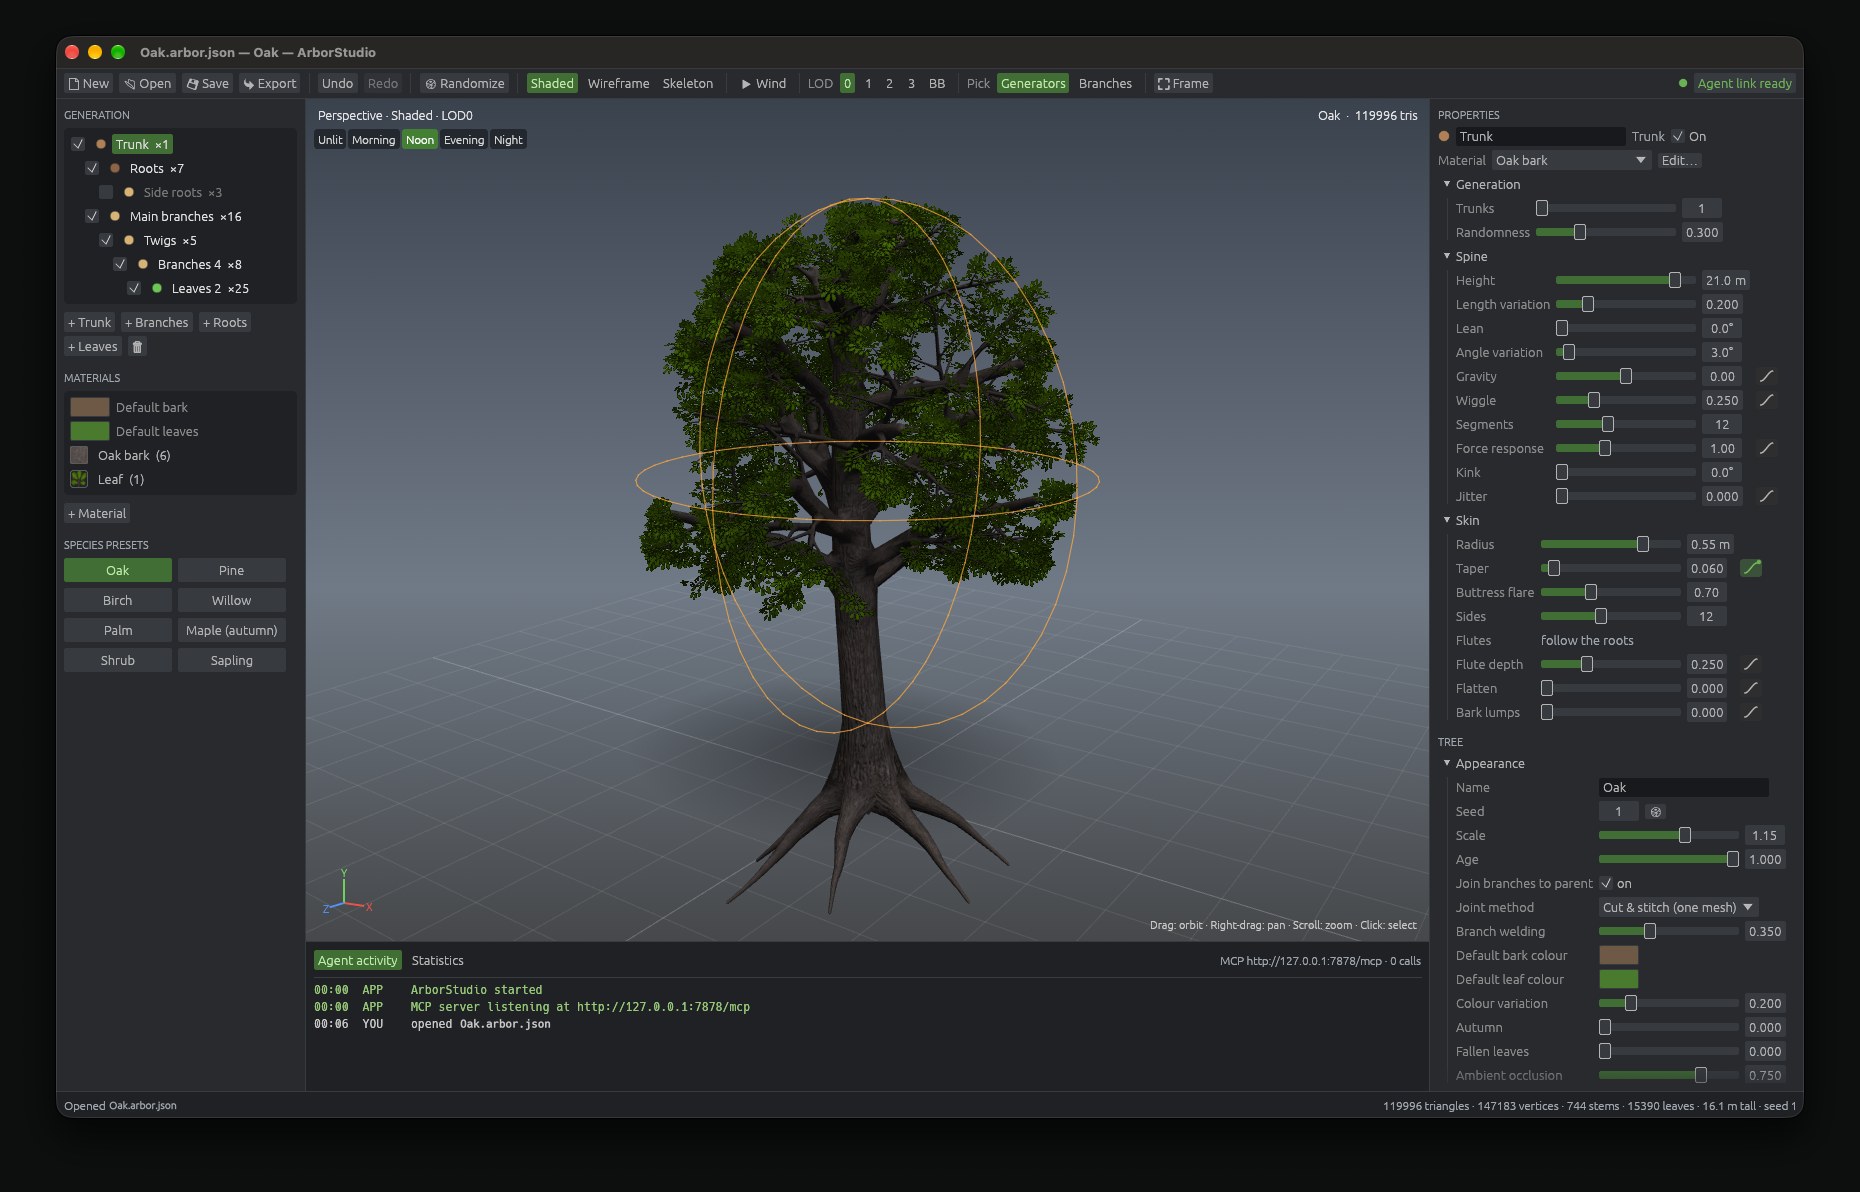 Oak.arbor.json — Oak — ArborStudio
New Open Save Export Undo Redo Randomize Shaded Wireframe Skeleton Wind LOD 0 1 2 3 BB Pick Generators Branches Frame Agent link ready
GENERATION
Trunk ×1
Roots ×7
Side roots ×3
Main branches ×16
Twigs ×5
Branches 4 ×8
Leaves 2 ×25
+ Trunk + Branches + Roots
+ Leaves
MATERIALS
Default bark
Default leaves
Oak bark (6)
Leaf (1)
+ Material
SPECIES PRESETS
Oak Pine
Birch Willow
Palm Maple (autumn)
Shrub Sapling
Perspective · Shaded · LOD0 Oak · 119996 tris
Unlit Morning Noon Evening Night
Y
Z X
Drag: orbit · Right-drag: pan · Scroll: zoom · Click: select
Agent activity Statistics MCP http://127.0.0.1:7878/mcp · 0 calls
00:00 APP ArborStudio started
00:00 APP MCP server listening at http://127.0.0.1:7878/mcp
00:06 YOU opened Oak.arbor.json
PROPERTIES
Trunk Trunk On
Material Oak bark Edit...
Generation
Trunks 1
Randomness 0.300
Spine
Height 21.0 m
Length variation 0.200
Lean 0.0°
Angle variation 3.0°
Gravity 0.00
Wiggle 0.250
Segments 12
Force response 1.00
Kink 0.0°
Jitter 0.000
Skin
Radius 0.55 m
Taper 0.060
Buttress flare 0.70
Sides 12
Flutes follow the roots
Flute depth 0.250
Flatten 0.000
Bark lumps 0.000
TREE
Appearance
Name Oak
Seed 1
Scale 1.15
Age 1.000
Join branches to parent on
Joint method Cut & stitch (one mesh)
Branch welding 0.350
Default bark colour
Default leaf colour
Colour variation 0.200
Autumn 0.000
Fallen leaves 0.000
Ambient occlusion 0.750
Opened Oak.arbor.json 119996 triangles · 147183 vertices · 744 stems · 15390 leaves · 16.1 m tall · seed 1